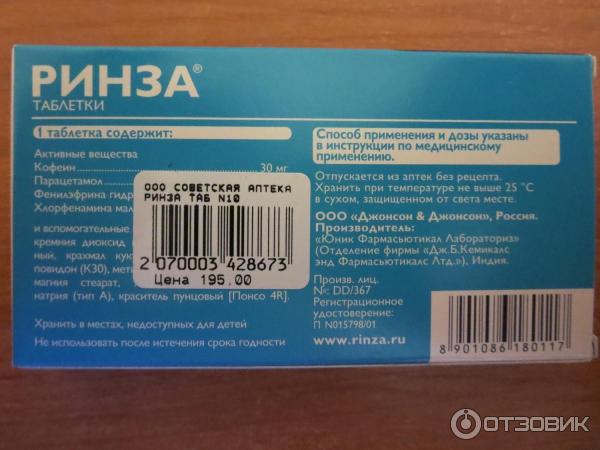 РИНЗА®
ТАБЛЕТКИ
1 таблетка содержит:
Активные вещества
Кофеин 30 мг
Парацетамол
Фенилэфрина гидр
Хлорфенамина мал
и вспомогательные
кремния диоксид
ный, крахмал кук
повидон (К30), мет
магния стеарат,
натрия (тип А), краситель пунцовый [Понсо 4R].
Хранить в местах, недоступных для детей
Не использовать после истечения срока годности
ООО СОВЕТСКАЯ АПТЕКА
РИНЗА ТАБ N10
2 070003 428673
Цена 195.00
Способ применения и дозы указаны
в инструкции по медицинскому
применению.
Отпускается из аптек без рецепта.
Хранить при температуре не выше 25 °С
в сухом, защищенном от света месте.
ООО «Джонсон & Джонсон», Россия.
Производитель:
«Юник Фармасьютикал Лабораториз»
(Отделение фирмы «Дж.Б.Кемикалс
энд Фармасьютикалс Лтд.»), Индия.
Произв. лиц.
№: DD/367
Регистрационное
удостоверение:
П N015798/01
www.rinza.ru
8 901086 180117
ОТЗОВИК